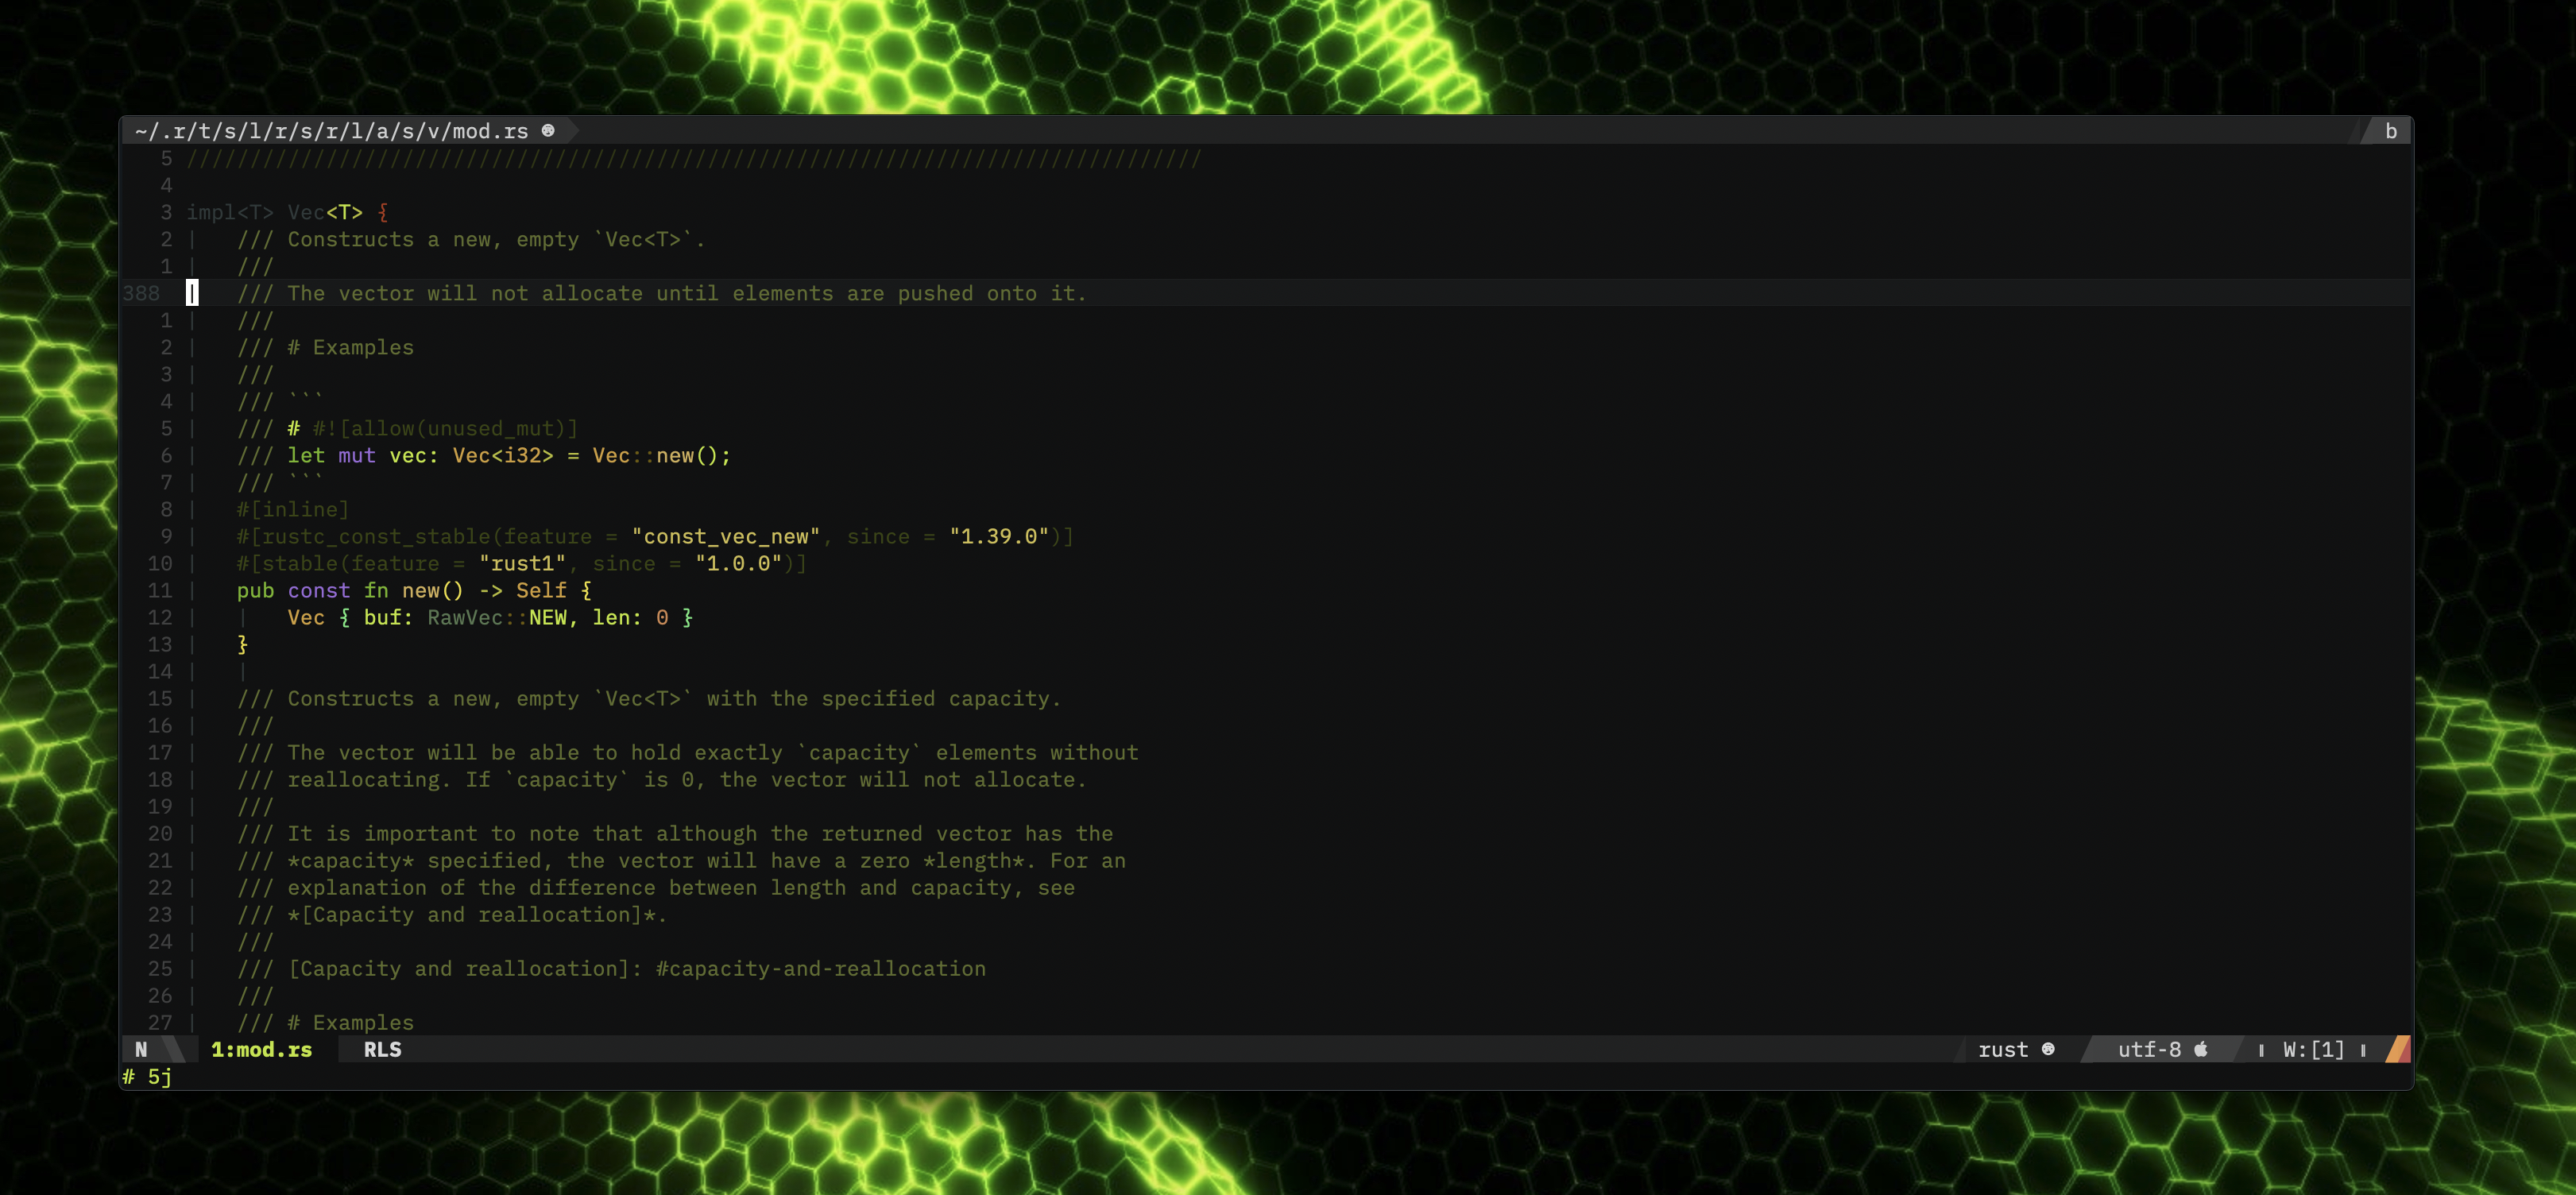 ~/.r/t/s/l/r/s/r/l/a/s/v/mod.rs b
5 ////////////////////////////////////////////////////////////////////////////////
4
3 impl<T> Vec<T> {
2 |   /// Constructs a new, empty `Vec<T>`.
1 |   ///
388 |   /// The vector will not allocate until elements are pushed onto it.
1 |   ///
2 |   /// # Examples
3 |   ///
4 |   /// ```
5 |   /// # #![allow(unused_mut)]
6 |   /// let mut vec: Vec<i32> = Vec::new();
7 |   /// ```
8 |   #[inline]
9 |   #[rustc_const_stable(feature = "const_vec_new", since = "1.39.0")]
10 |   #[stable(feature = "rust1", since = "1.0.0")]
11 |   pub const fn new() -> Self {
12 |   |   Vec { buf: RawVec::NEW, len: 0 }
13 |   }
14 |   |
15 |   /// Constructs a new, empty `Vec<T>` with the specified capacity.
16 |   ///
17 |   /// The vector will be able to hold exactly `capacity` elements without
18 |   /// reallocating. If `capacity` is 0, the vector will not allocate.
19 |   ///
20 |   /// It is important to note that although the returned vector has the
21 |   /// *capacity* specified, the vector will have a zero *length*. For an
22 |   /// explanation of the difference between length and capacity, see
23 |   /// *[Capacity and reallocation]*.
24 |   ///
25 |   /// [Capacity and reallocation]: #capacity-and-reallocation
26 |   ///
27 |   /// # Examples
N 1:mod.rs RLS rust utf-8 W:[1]
# 5j